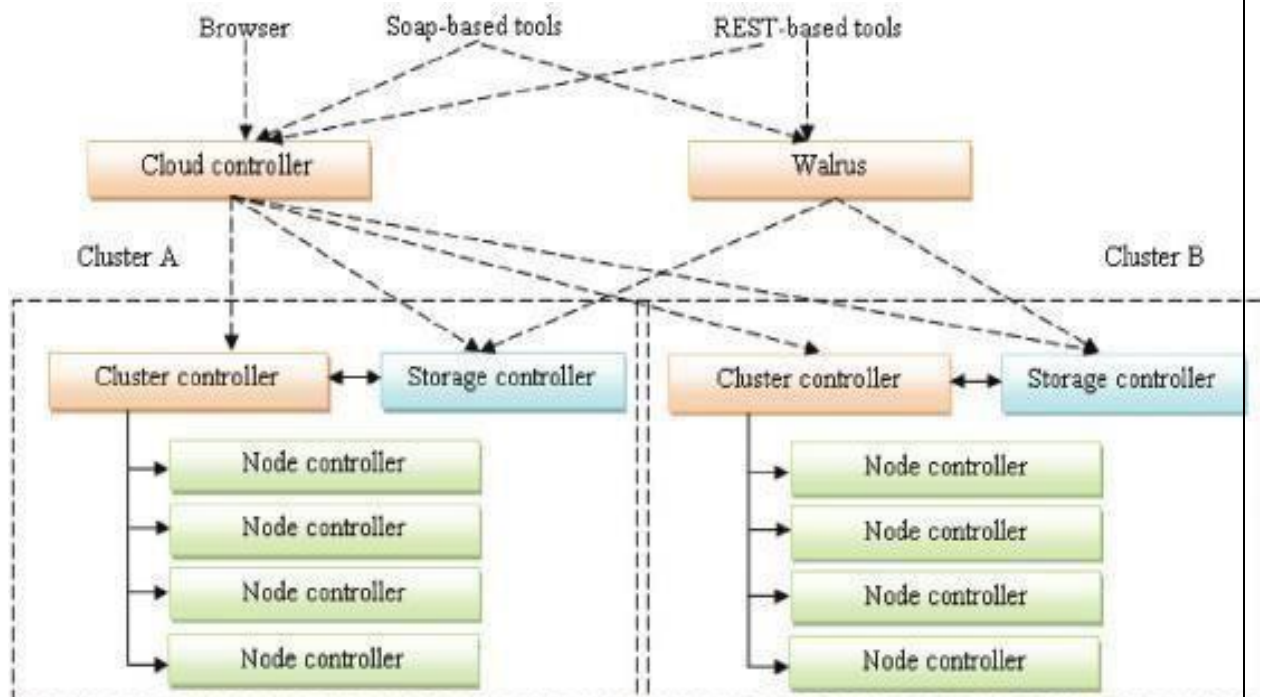 Browser
Soap-based tools
REST-based tools
Cloud controller
Walrus
Cluster A
Cluster B
Cluster controller
Storage controller
Cluster controller
Storage controller
Node controller
Node controller
Node controller
Node controller
Node controller
Node controller
Node controller
Node controller